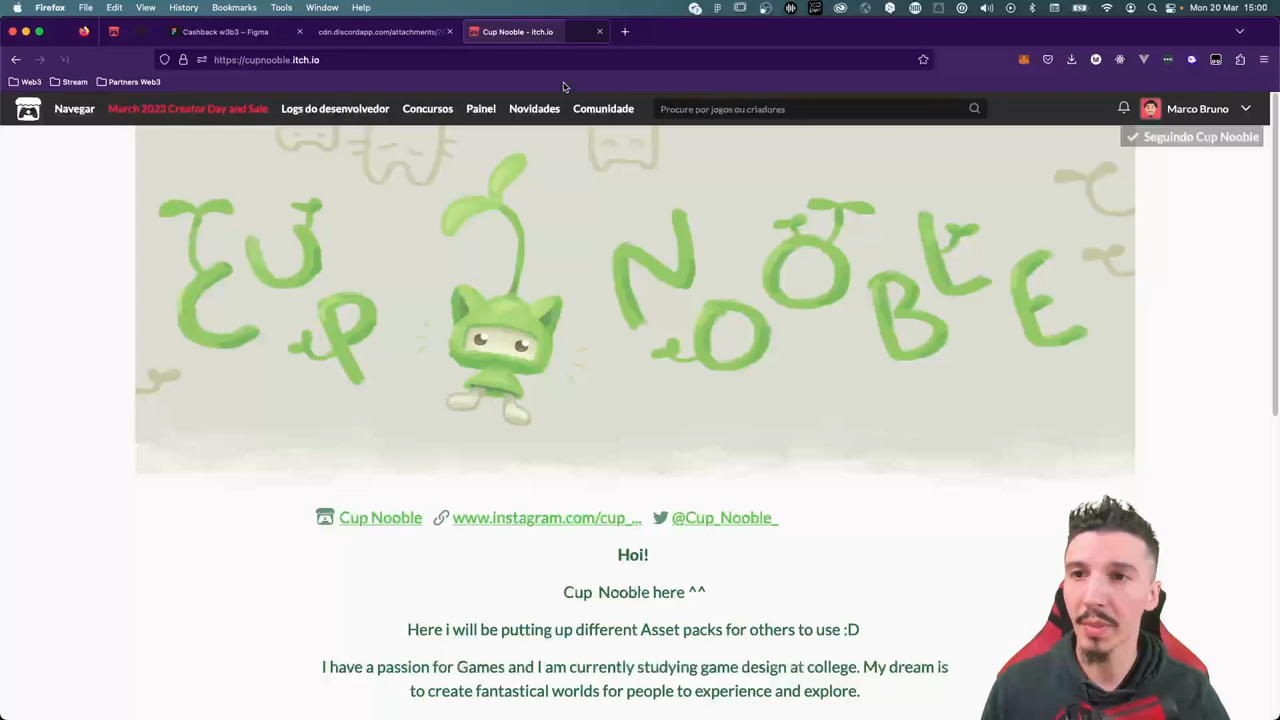 Firefox File Edit View History Bookmarks Tools Window Help
Mon 20 Mar 15:00
Cashback w3b3 – Figma
cdn.discordapp.com/attachments/7
Cup Nooble - itch.io
https://cupnooble.itch.io
Web3 Stream Partners Web3
Navegar March 2023 Creator Day and Sale Logs do desenvolvedor Concursos Painel Novidades Comunidade Procure por jogos ou criadores Marco Bruno
Seguindo Cup Nooble
CUP NOOBLE
Cup Nooble www.instagram.com/cup_... @Cup_Nooble_
Hoi!
Cup Nooble here ^^
Here i will be putting up different Asset packs for others to use :D
I have a passion for Games and I am currently studying game design at college. My dream is
to create fantastical worlds for people to experience and explore.